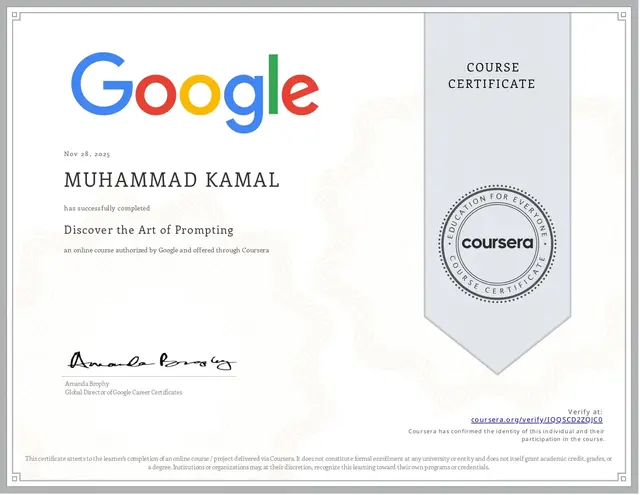 Google
COURSE
CERTIFICATE
Nov 28, 2025
MUHAMMAD KAMAL
has successfully completed
Discover the Art of Prompting
an online course authorized by Google and offered through Coursera
EDUCATION FOR EVERYONE
coursera
COURSE CERTIFICATE
Amanda Brophy
Amanda Brophy
Global Director of Google Career Certificates
Verify at:
coursera.org/verify/IQQSCD2ZQJC0
Coursera has confirmed the identity of this individual and their
participation in the course.
This certificate attests to the learner's completion of an online course / project delivered via Coursera. It does not constitute formal enrollment at any university or entity and does not itself grant academic credit, grades, or
a degree. Institutions or organizations may, at their discretion, recognize this learning toward their own programs or credentials.